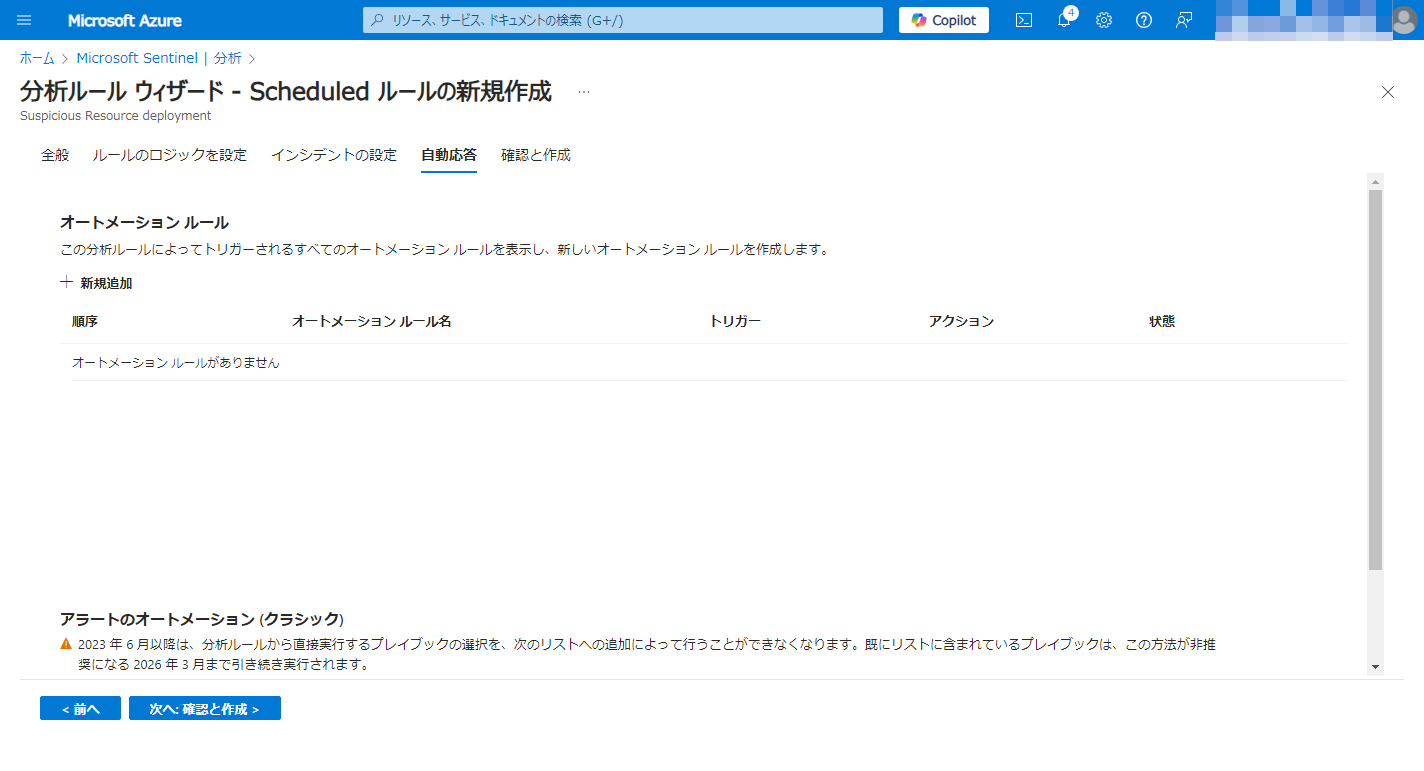 Microsoft Azure
リソース、サービス、ドキュメントの検索 (G+/)
Copilot
4
ホーム > Microsoft Sentinel | 分析 >
分析ルール ウィザード - Scheduled ルールの新規作成 ...
Suspicious Resource deployment
全般 ルールのロジックを設定 インシデントの設定 自動応答 確認と作成
オートメーション ルール
この分析ルールによってトリガーされるすべてのオートメーション ルールを表示し、新しいオートメーション ルールを作成します。
+ 新規追加
順序 オートメーション ルール名 トリガー アクション 状態
オートメーション ルールがありません
アラートのオートメーション (クラシック)
2023 年 6 月以降は、分析ルールから直接実行するプレイブックの選択を、次のリストへの追加によって行うことができなくなります。既にリストに含まれているプレイブックは、この方法が非推
奨になる 2026 年 3 月まで引き続き実行されます。
< 前へ 次へ: 確認と作成 >